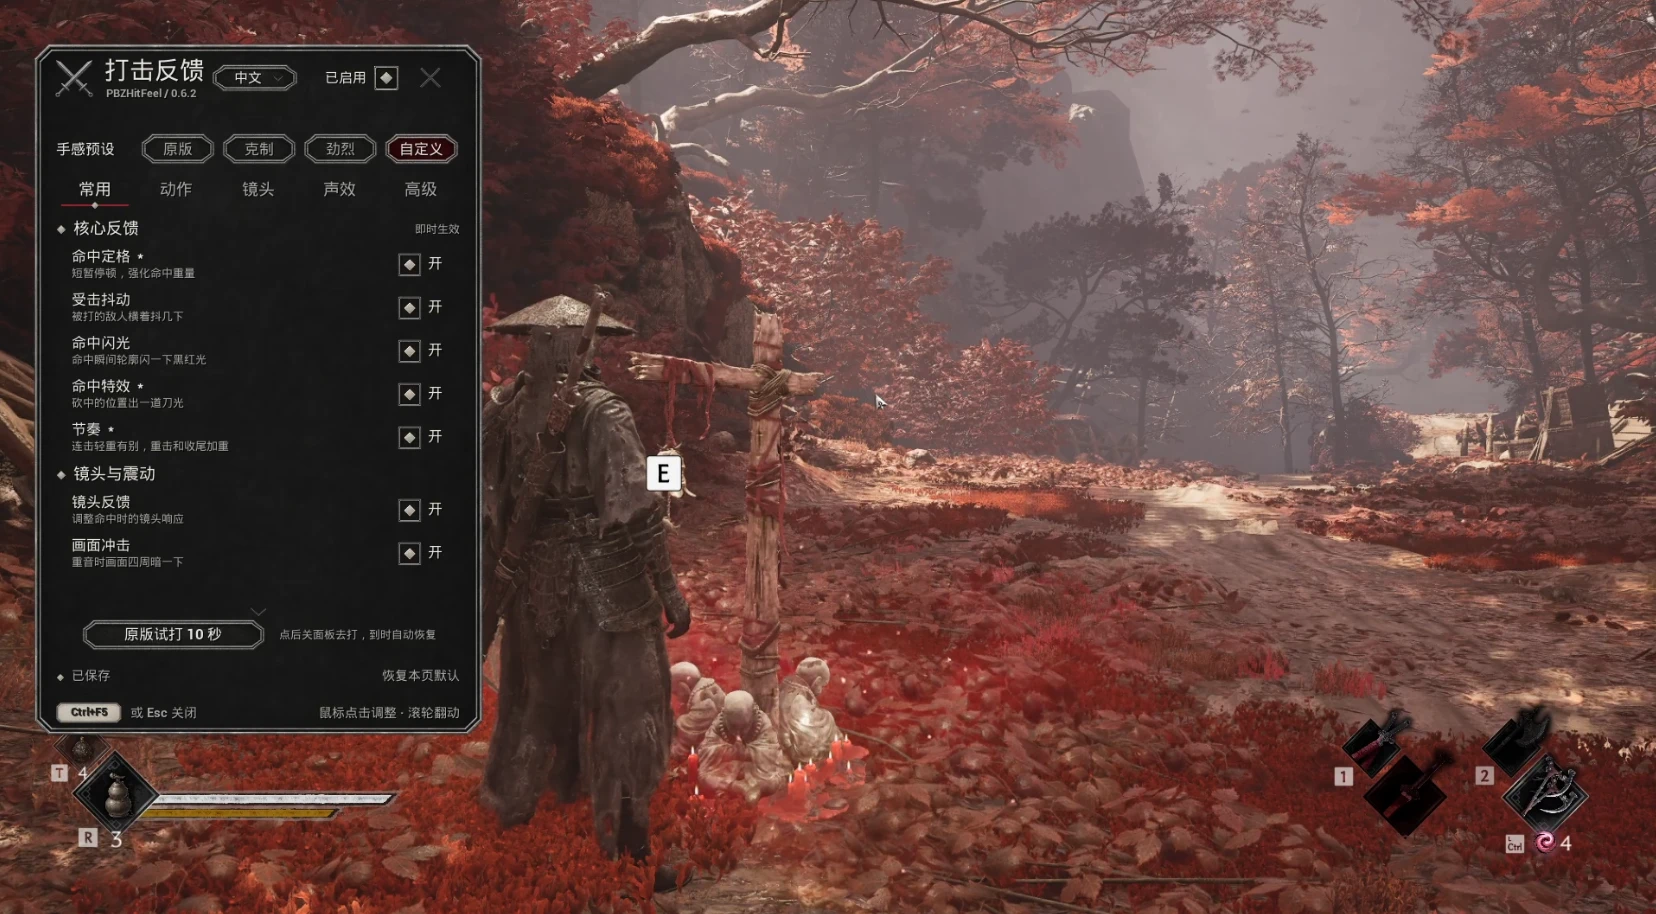 打击反馈
PBZHitFeel / 0.6.2
中文
已启用
手感预设
原版
克制
劲烈
自定义
常用
动作
镜头
声效
高级
核心反馈
即时生效
命中定格 ★
短暂停顿，强化命中重量
开
受击抖动
被打的敌人横着抖几下
开
命中闪光
命中瞬间轮廓闪一下黑红光
开
命中特效 ★
砍中的位置出一道刀光
开
节奏 ★
连击轻重有别，重击和收尾加重
开
镜头与震动
镜头反馈
调整命中时的镜头响应
开
画面冲击
重音时画面四周暗一下
开
原版试打 10 秒
点后关面板去打，到时自动恢复
已保存
恢复本页默认
Ctrl+F5 或 Esc 关闭
鼠标点击调整 · 滚轮翻动
E
T 4
R 3
1
2
L Ctrl 4